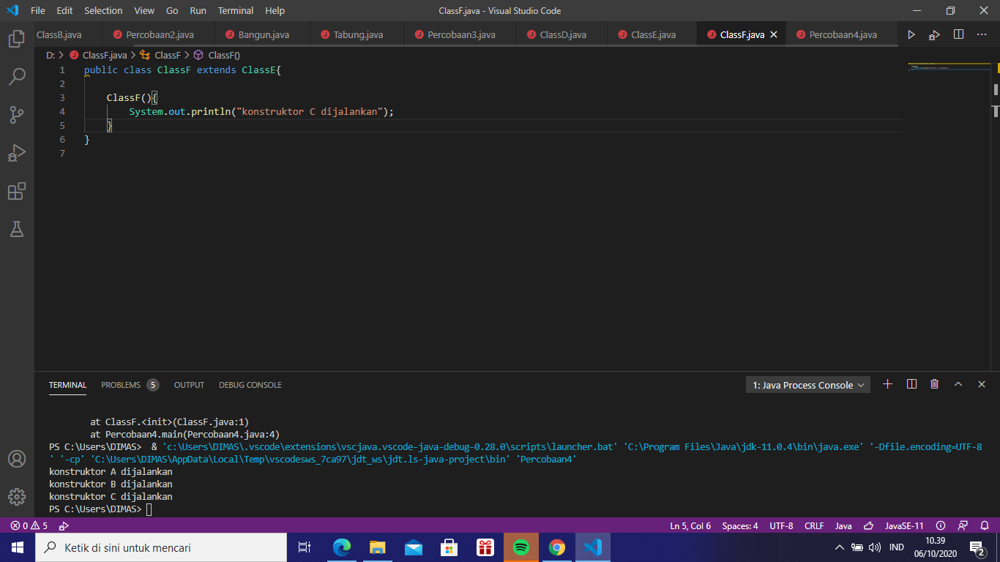 File Edit Selection View Go Run Terminal Help ClassF.java - Visual Studio Code
ClassB.java Percobaan2.java Bangun.java Tabung.java Percobaan3.java ClassD.java ClassE.java ClassF.java Percobaan4.java
D: > ClassF.java > ClassF > ClassF()
1 public class ClassF extends ClassE{
2
3 ClassF(){
4 System.out.println("konstruktor C dijalankan");
5 }
6 }
7
TERMINAL PROBLEMS 5 OUTPUT DEBUG CONSOLE 1: Java Process Console
at ClassF.<init>(ClassF.java:1)
at Percobaan4.main(Percobaan4.java:4)
PS C:\Users\DIMAS> & 'c:\Users\DIMAS\.vscode\extensions\vscjava.vscode-java-debug-0.28.0\scripts\launcher.bat' 'C:\Program Files\Java\jdk-11.0.4\bin\java.exe' '-Dfile.encoding=UTF-8
' '-cp' 'C:\Users\DIMAS\AppData\Local\Temp\vscodesws_7ca97\jdt_ws\jdt.ls-java-project\bin' 'Percobaan4'
konstruktor A dijalankan
konstruktor B dijalankan
konstruktor C dijalankan
PS C:\Users\DIMAS>
0 5 Ln 5, Col 6 Spaces: 4 UTF-8 CRLF Java JavaSE-11
Ketik di sini untuk mencari IND 10.39
06/10/2020 2